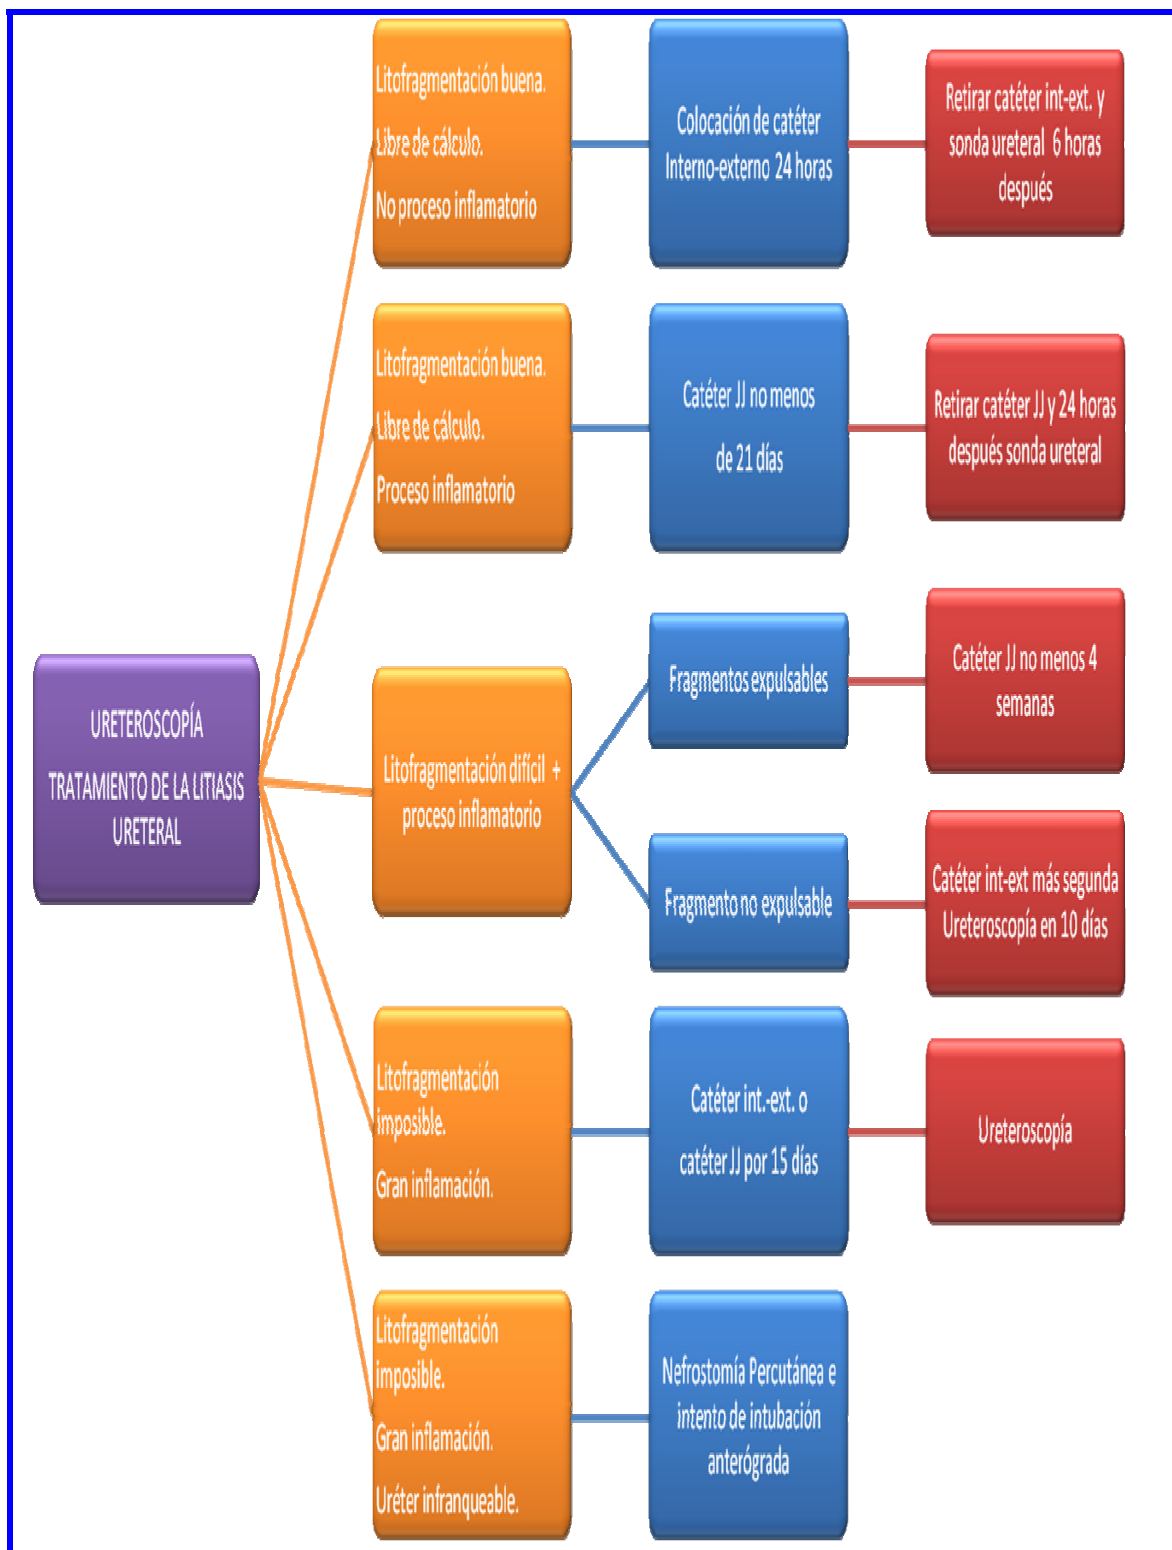 URETEROSCOPÍA
TRATAMIENTO DE LA LITIASIS
URETERAL
Litofragmentación buena.
Libre de cálculo.
No proceso inflamatorio
Colocación de catéter
Interno-externo 24 horas
Retirar catéter int-ext. y
sonda ureteral 6 horas
después
Litofragmentación buena.
Libre de cálculo.
Proceso inflamatorio
Catéter JJ no menos
de 21 días
Retirar catéter JJ y 24 horas
después sonda ureteral
Litofragmentación difícil +
proceso inflamatorio
Fragmentos expulsables
Catéter JJ no menos 4
semanas
Fragmento no expulsable
Catéter int-ext más segunda
Ureteroscopía en 10 días
Litofragmentación
imposible.
Gran inflamación.
Catéter int.-ext. o
catéter JJ por 15 días
Ureteroscopía
Litofragmentación
imposible.
Gran inflamación.
Uréter infranqueable.
Nefrostomía Percutánea e
intento de intubación
anterógrada